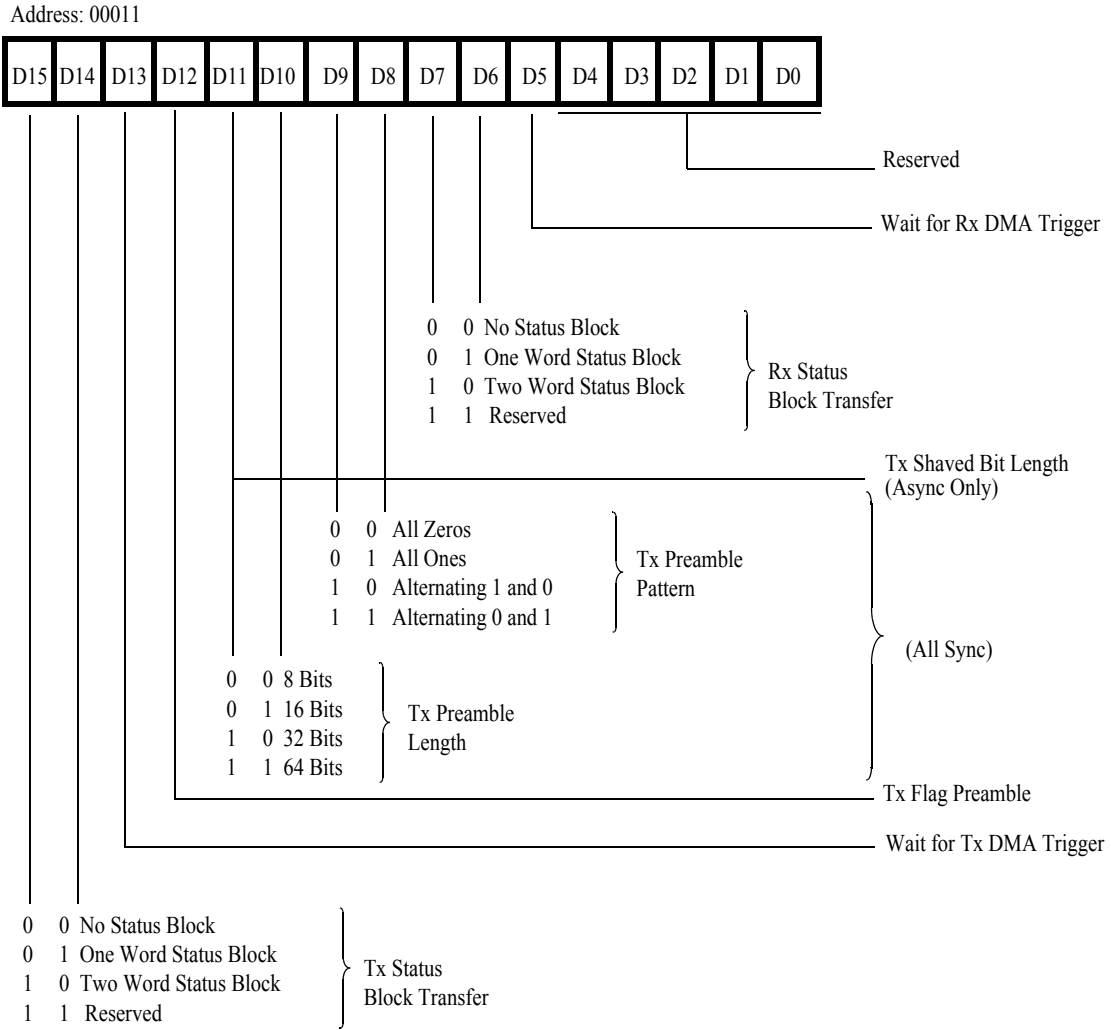 Address: 00011
D15 D14 D13 D12 D11 D10 D9 D8 D7 D6 D5 D4 D3 D2 D1 D0
Reserved
Wait for Rx DMA Trigger
0 0 No Status Block
0 1 One Word Status Block
1 0 Two Word Status Block
1 1 Reserved
Rx Status
Block Transfer
Tx Shaved Bit Length
(Async Only)
0 0 All Zeros
0 1 All Ones
1 0 Alternating 1 and 0
1 1 Alternating 0 and 1
Tx Preamble
Pattern
(All Sync)
0 0 8 Bits
0 1 16 Bits
1 0 32 Bits
1 1 64 Bits
Tx Preamble
Length
Tx Flag Preamble
Wait for Tx DMA Trigger
0 0 No Status Block
0 1 One Word Status Block
1 0 Two Word Status Block
1 1 Reserved
Tx Status
Block Transfer